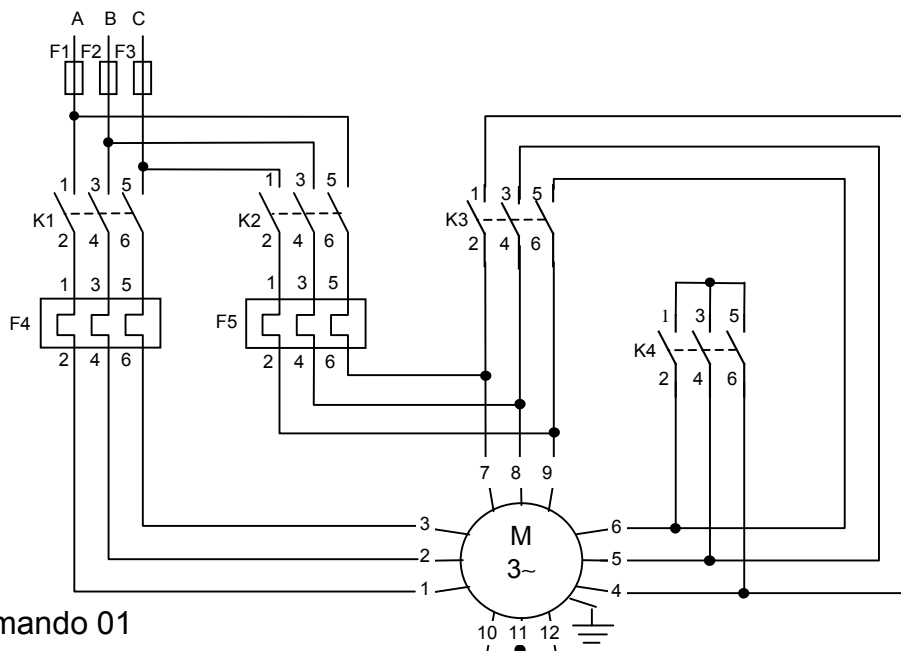 A B C
F1 F2 F3
1 3 5 1 3 5 1 3 5
K1 K2 K3
2 4 6 2 4 6 2 4 6
1 3 5 1 3 5
F4 F5
2 4 6 2 4 6
1 3 5
K4
2 4 6
7 8 9
3 M 6
2 3~ 5
1 4
10 11 12
mando 01